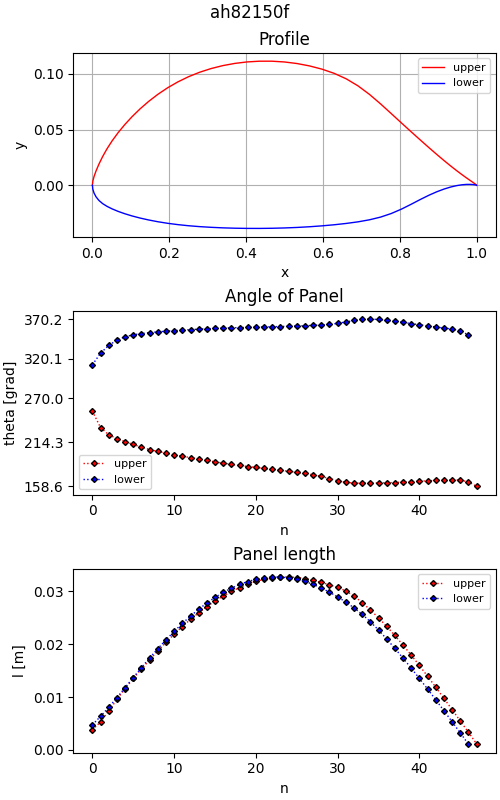 ah82150f
Profile
0.10
0.05
0.00
y
upper
lower
0.0 0.2 0.4 0.6 0.8 1.0
x
Angle of Panel
370.2
320.1
270.0
214.3
158.6
theta [grad]
upper
lower
0 10 20 30 40
n
Panel length
0.03
0.02
0.01
0.00
l [m]
upper
lower
0 10 20 30 40
n